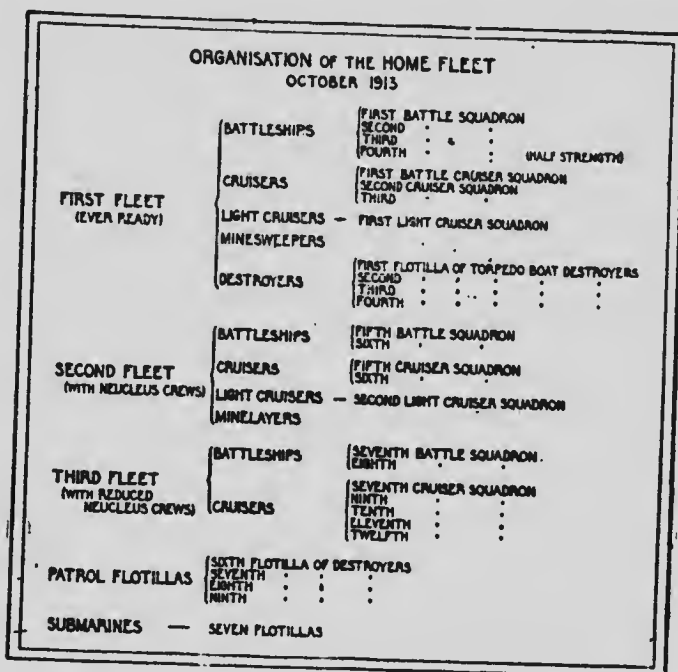 ORGANISATION OF THE HOME FLEET
OCTOBER 1913
FIRST FLEET
(EVER READY)
BATTLESHIPS
FIRST BATTLE SQUADRON
SECOND " "
THIRD " "
FOURTH " " (HALF STRENGTH)
CRUISERS
FIRST BATTLE CRUISER SQUADRON
SECOND CRUISER SQUADRON
THIRD " "
LIGHT CRUISERS — FIRST LIGHT CRUISER SQUADRON
MINESWEEPERS
DESTROYERS
FIRST FLOTILLA OF TORPEDO BOAT DESTROYERS
SECOND " " " " "
THIRD " " " " "
FOURTH " " " " "
SECOND FLEET
(WITH NEUCLEUS CREWS)
BATTLESHIPS
FIFTH BATTLE SQUADRON
SIXTH " "
CRUISERS
FIFTH CRUISER SQUADRON
SIXTH " "
LIGHT CRUISERS — SECOND LIGHT CRUISER SQUADRON
MINELAYERS
THIRD FLEET
(WITH REDUCED
NEUCLEUS CREWS)
BATTLESHIPS
SEVENTH BATTLE SQUADRON.
EIGHTH " "
CRUISERS
SEVENTH CRUISER SQUADRON
NINTH " "
TENTH " "
ELEVENTH " "
TWELFTH " "
PATROL FLOTILLAS
SIXTH FLOTILLA OF DESTROYERS
SEVENTH " " "
EIGHTH " " "
NINTH " " "
SUBMARINES — SEVEN FLOTILLAS